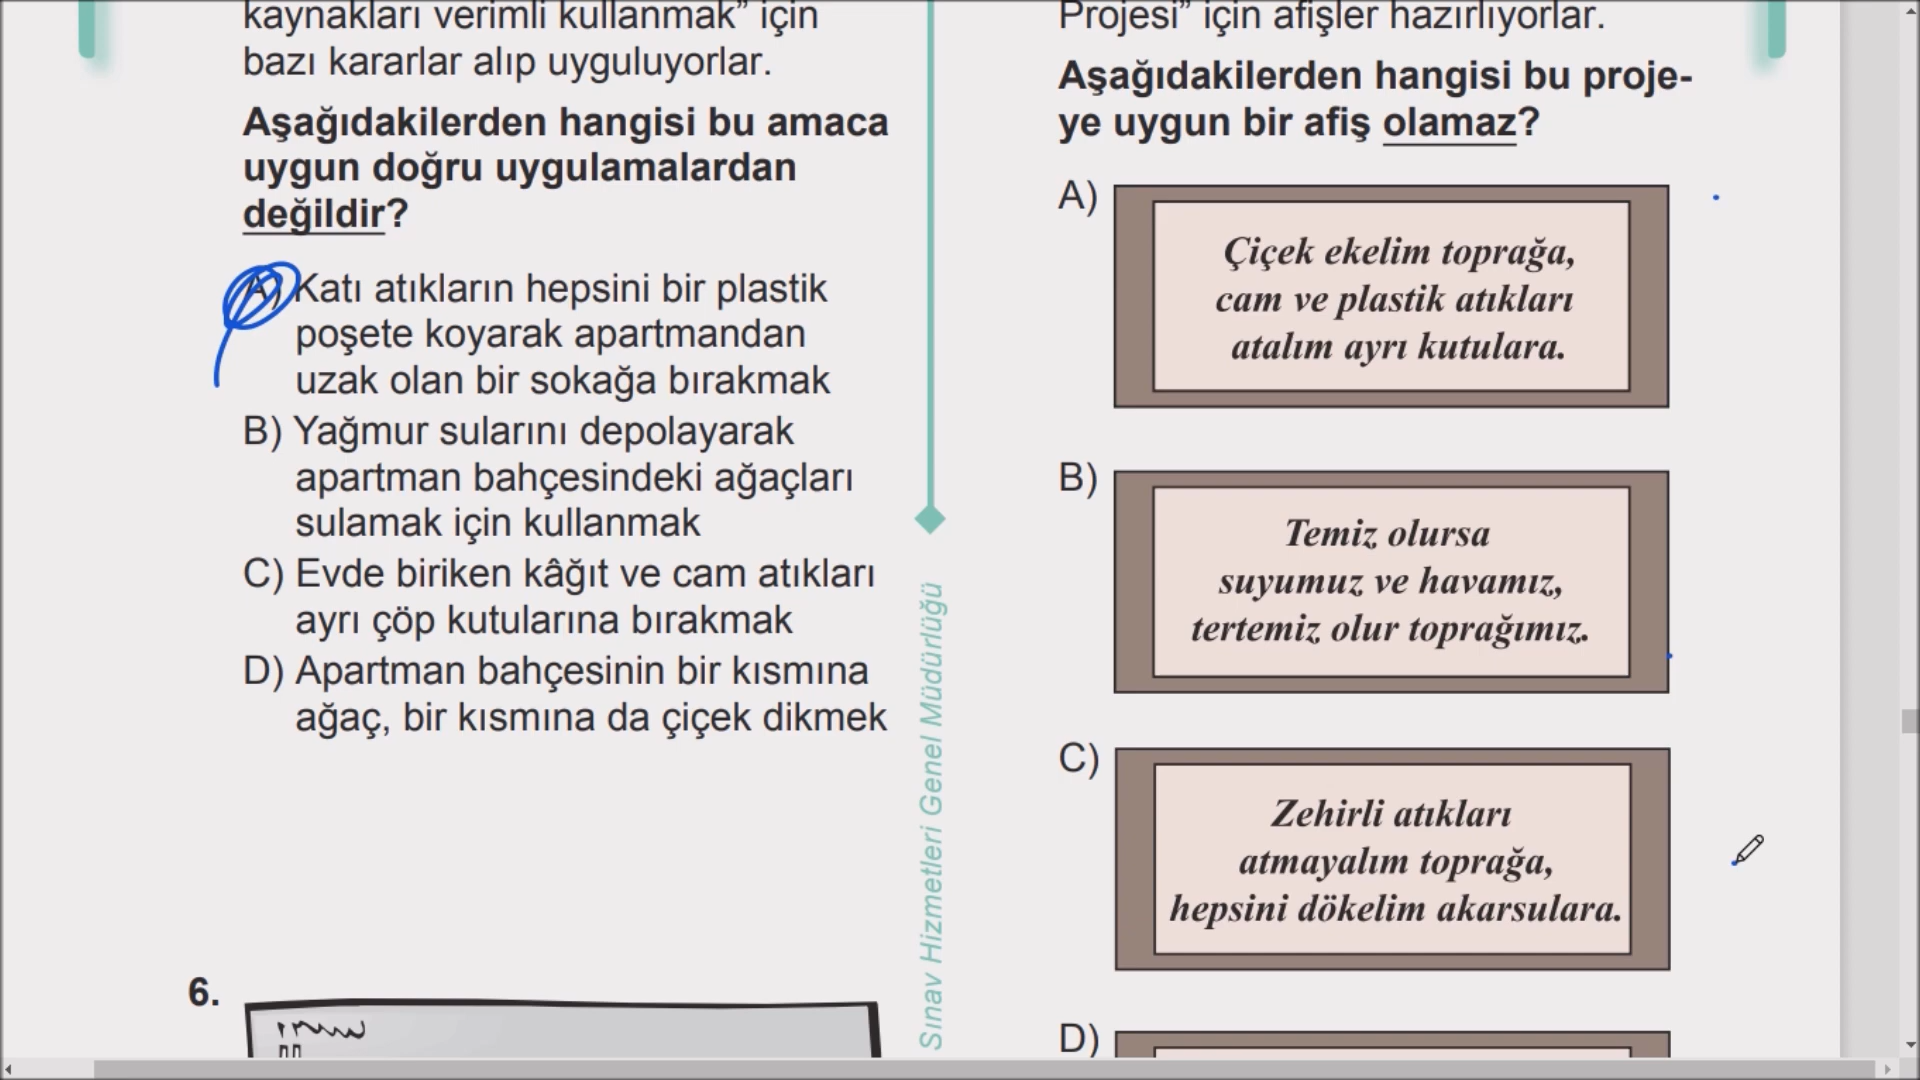 kaynakları verimli kullanmak” için
bazı kararlar alıp uyguluyorlar.
Aşağıdakilerden hangisi bu amaca
uygun doğru uygulamalardan
değildir?
A) Katı atıkların hepsini bir plastik
poşete koyarak apartmandan
uzak olan bir sokağa bırakmak
B) Yağmur sularını depolayarak
apartman bahçesindeki ağaçları
sulamak için kullanmak
C) Evde biriken kâğıt ve cam atıkları
ayrı çöp kutularına bırakmak
D) Apartman bahçesinin bir kısmına
ağaç, bir kısmına da çiçek dikmek
6.
Sınav Hizmetleri Genel Müdürlüğü
Projesi” için afişler hazırlıyorlar.
Aşağıdakilerden hangisi bu proje-
ye uygun bir afiş olamaz?
A)
Çiçek ekelim toprağa,
cam ve plastik atıkları
atalım ayrı kutulara.
B)
Temiz olursa
suyumuz ve havamız,
tertemiz olur toprağımız.
C)
Zehirli atıkları
atmayalım toprağa,
hepsini dökelim akarsulara.
D)